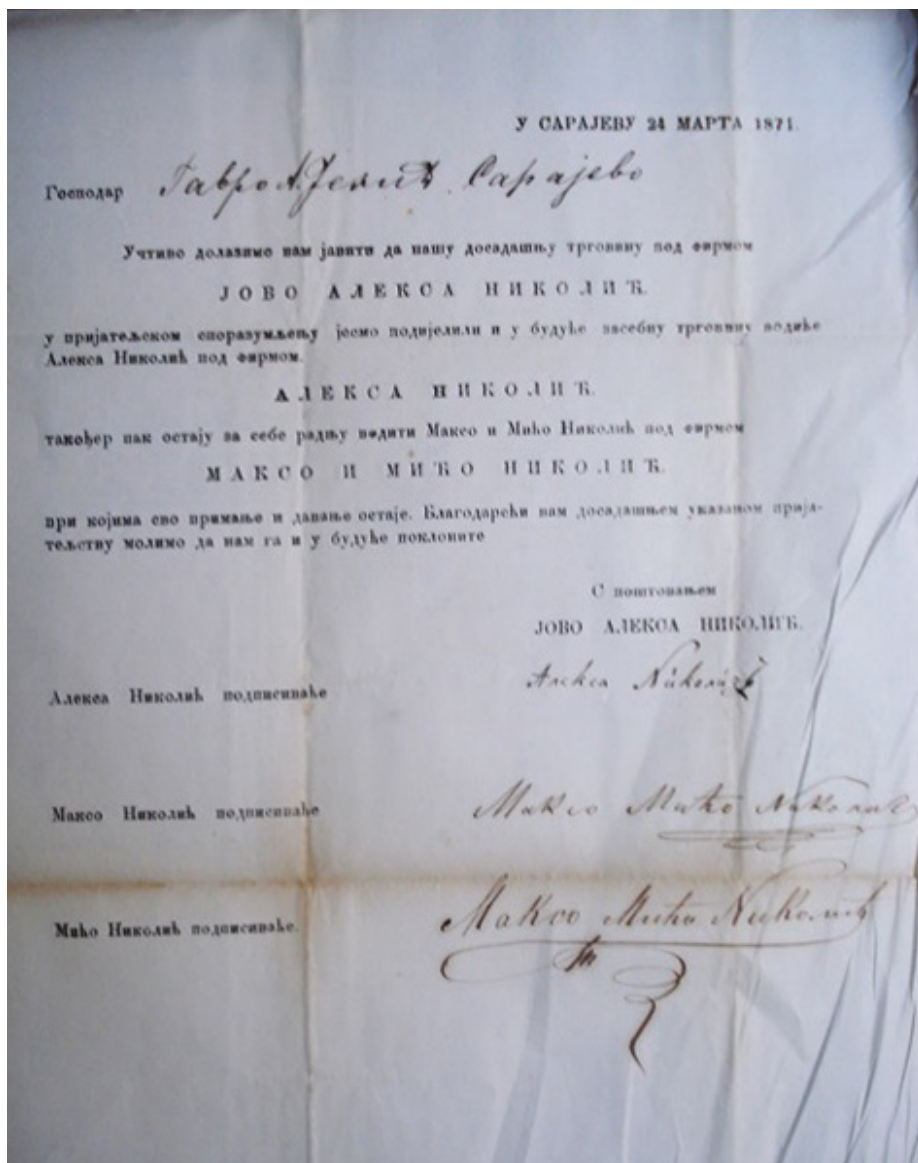 У САРАЈЕВУ 24 МАРТА 1871.
Господар Гавро А. Јелић Сарајево
Учтиво долазимо вам јавити да нашу досадашњу трговину под фирмом
ЈОВО АЛЕКСА НИКОЛИЋ.
у пријатељском споразумљењу јесмо подијелили и у будуће засебну трговину водиће
Алекса Николић под фирмом.
АЛЕКСА НИКОЛИЋ.
такођер пак остају за себе радњу водити Максо и Мићо Николић под фирмом
МАКСО И МИЋО НИКОЛИЋ.
при којима сво примање и давање остаје. Благодарећи вам досадашњем указаном прија-
тељству молимо да нам га и у будуће поклоните
С поштовањем
ЈОВО АЛЕКСА НИКОЛИЋ.
Алекса Николић подписиваће Алекса Николић
Максо Николић подписиваће Максо Мићо Николић
Мићо Николић подписиваће. Максо Мићо Николић